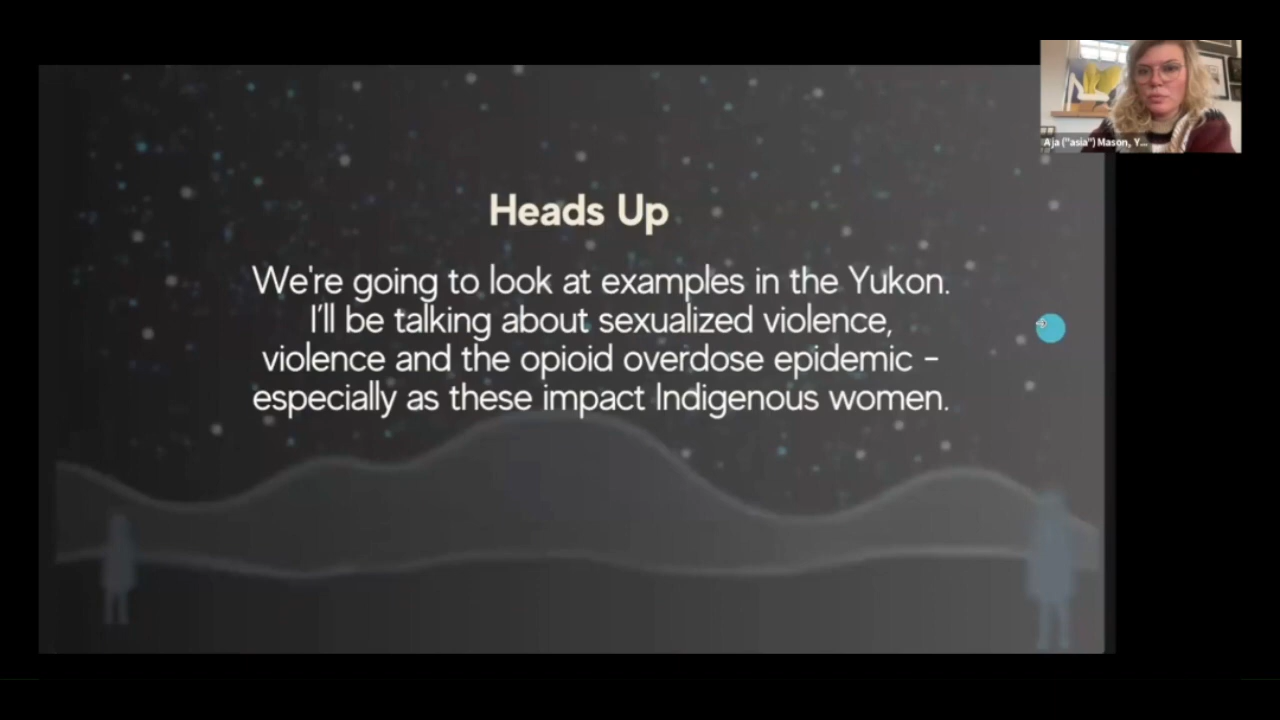 Heads Up
We're going to look at examples in the Yukon.
I'll be talking about sexualized violence,
violence and the opioid overdose epidemic -
especially as these impact Indigenous women.
Aja ("asia") Mason, Y...